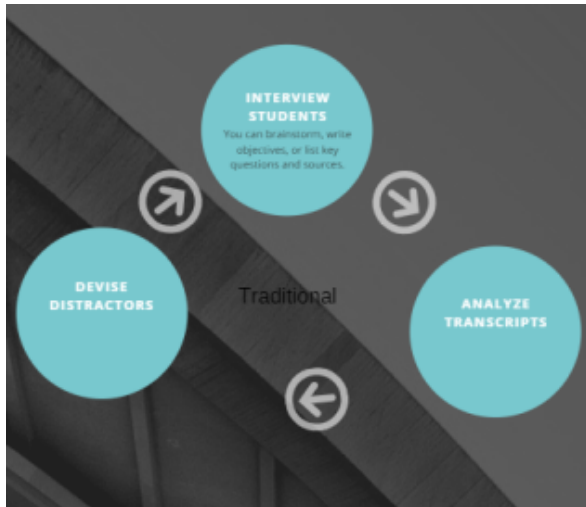 INTERVIEW
STUDENTS
You can brainstorm, write
objectives, or list key
questions and sources.
DEVISE
DISTRACTORS
Traditional
ANALYZE
TRANSCRIPTS